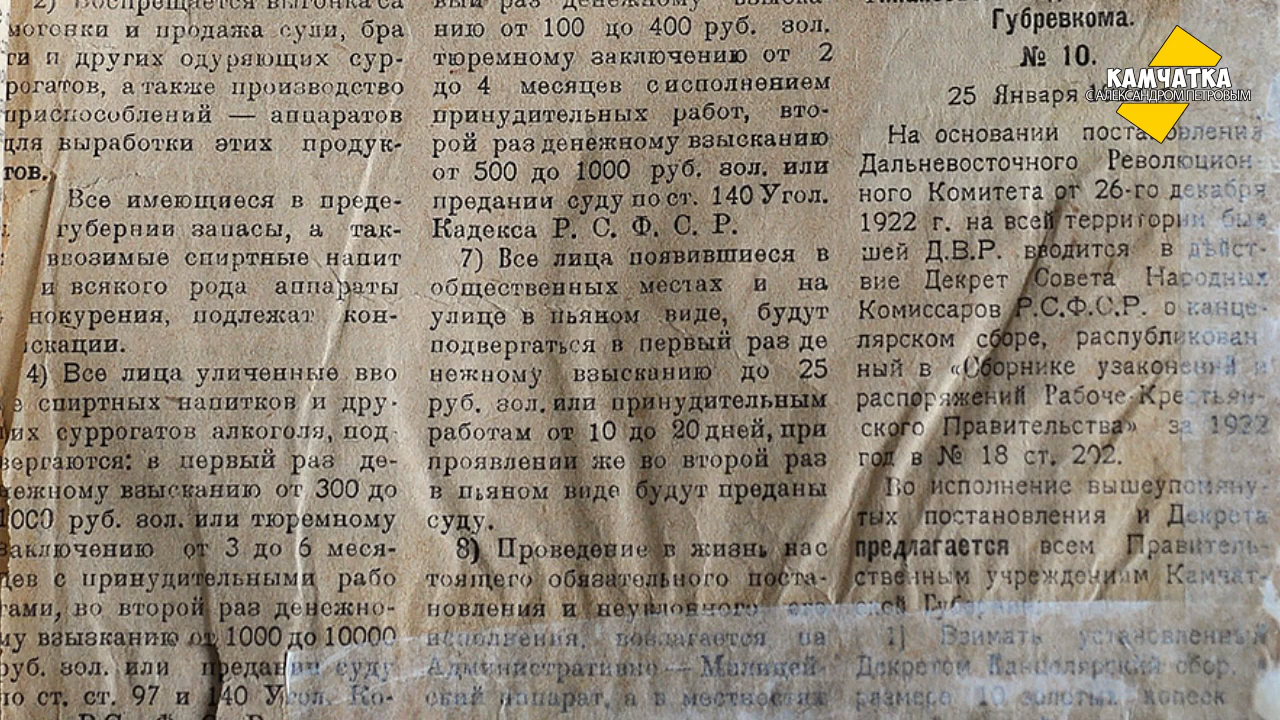 2) Воспрещается выгонка са
могонки и продажа сули, бра
ги и других одуряющих сур-
рогатов, а также производство
приспособлений — аппаратов
для выработки этих продук-
тов.
Все имеющиеся в преде-
губернии запасы, а так-
ввозимые спиртные напит
и всякого рода аппараты
нокурения, подлежат кон-
искации.
4) Все лица уличенные вво
е спиртных напитков и дру-
гих суррогатов алкоголя, под-
вергаются: в первый раз де-
нежному взысканию от 300 до
1000 руб. зол. или тюремному
заключению от 3 до 6 меся-
цев с принудительными рабо
тами, во второй раз денежно-
му взызканию от 1000 до 10000
руб. зол. или предани суду
по ст. ст. 97 и 140 Угол. Ко-
Р. С. Ф. С. Р.
вый раз денежному взыска-
нию от 100 до 400 руб. зол.
тюремному заключению от 2
до 4 месяцев с исполнением
принудительных работ, вто-
рой раз денежному взысканию
от 500 до 1000 руб. зол. или
предании суду по ст. 140 Угол.
Кадекса Р. С. Ф. С. Р.
7) Все лица появившиеся в
общественных местах и на
улице в пьяном виде, будут
подвергаться в первый раз де
нежному взысканию до 25
руб. зол. или принудительным
работам от 10 до 20 дней, при
проявлении же во второй раз
в пьяном виде будут преданы
суду.
8) Проведение в жизнь нас
тоящего обязательного поста-
новления и неуклонного его
исполнения, возлагается на
Административно — Милицей-
ский аппарат, а в местностях
Губревкома.
№ 10.
25 Января
На основании постановления
Дальневосточного Революцион-
ного Комитета от 26-го декабря
1922 г. на всей территории быв
шей Д.В.Р. вводится в дейст-
вие Декрет Совета Народных
Комиссаров Р.С.Ф.С.Р. о канце-
лярском сборе, распубликован
ный в «Сборнике узаконений и
распоряжений Рабоче-Крестьян-
ского Правительства» за 1922
год в № 18 ст. 202.
Во исполнение вышеупомяну-
тых постановления и Декрета
предлагается всем Правитель-
ственным учреждениям Камчат-
ской Губернии
1] Взимать установленный
Декретом Канцелярский сбор.
размере 10 золотых копеек
КАМЧАТКА
С АЛЕКСАНДРОМ ПЕТРОВЫМ